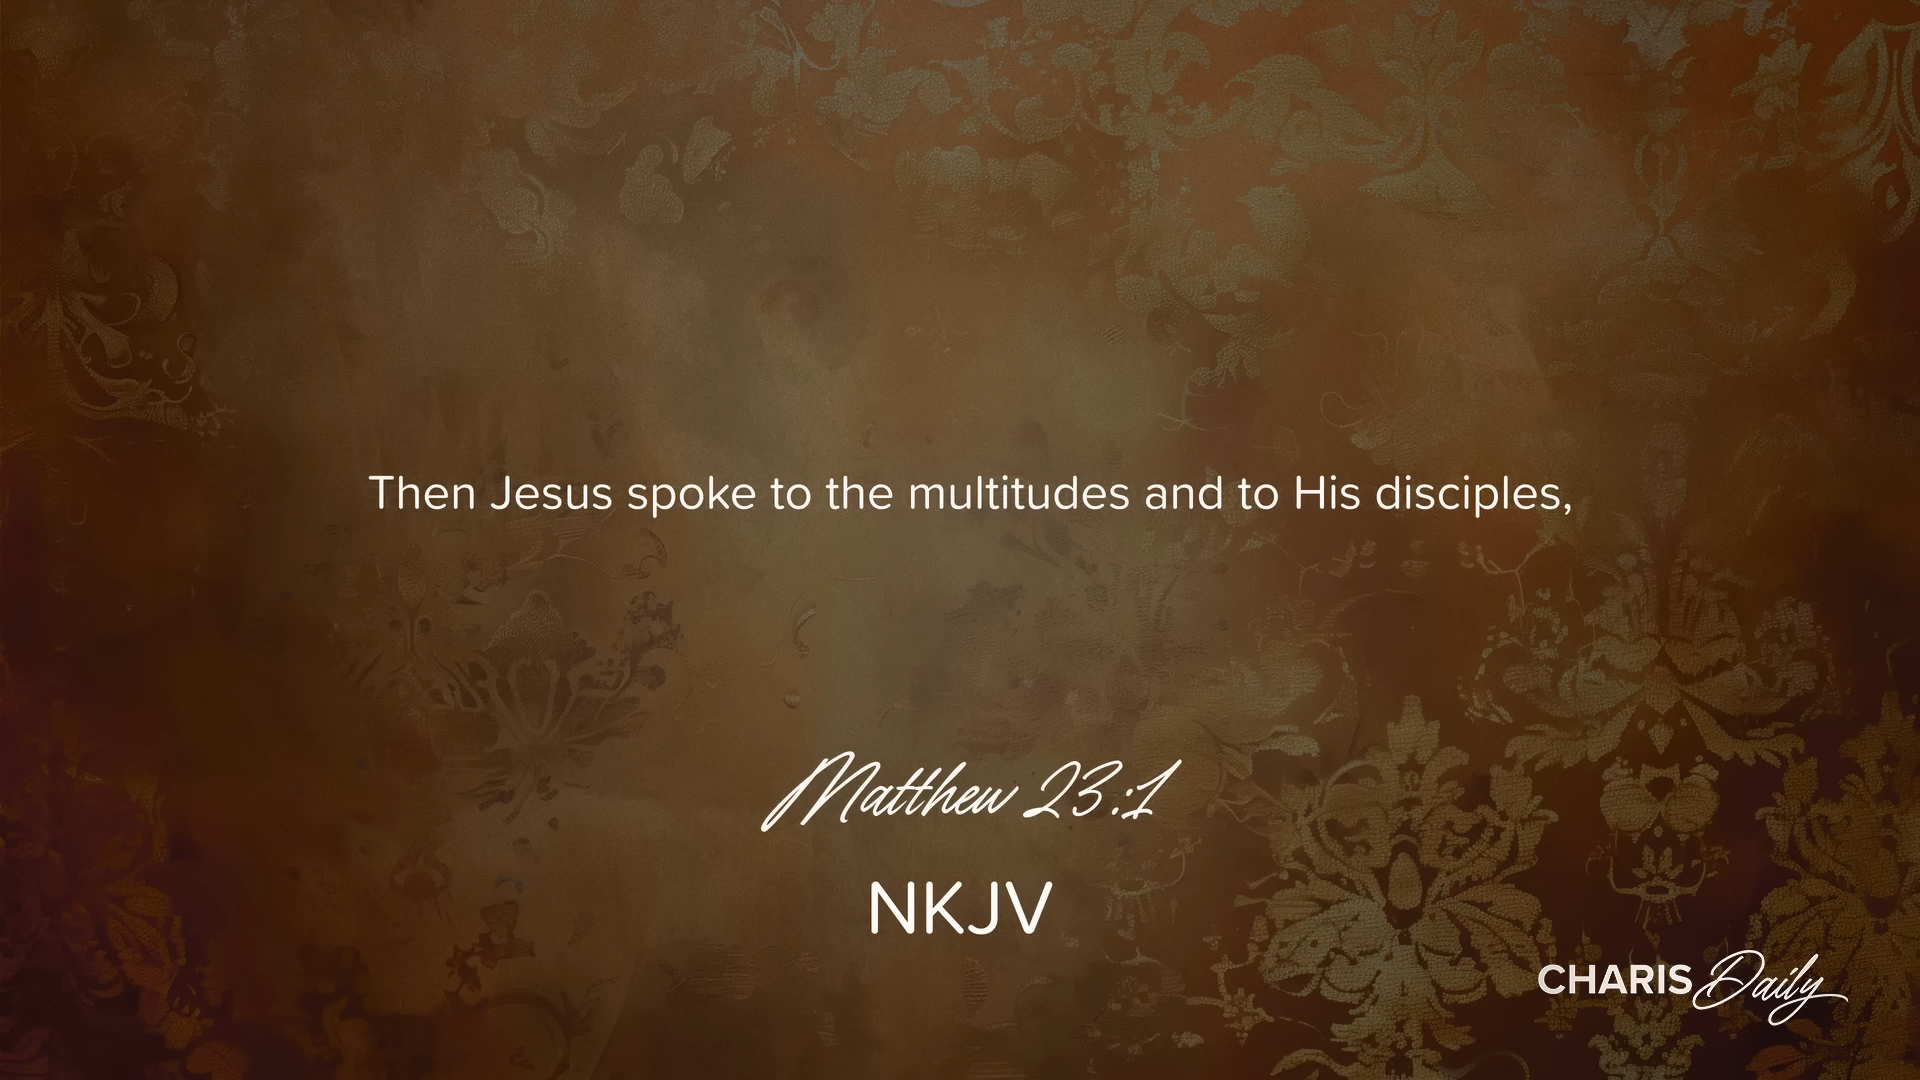 Then Jesus spoke to the multitudes and to His disciples,
Matthew 23:1
NKJV
CHARIS Daily